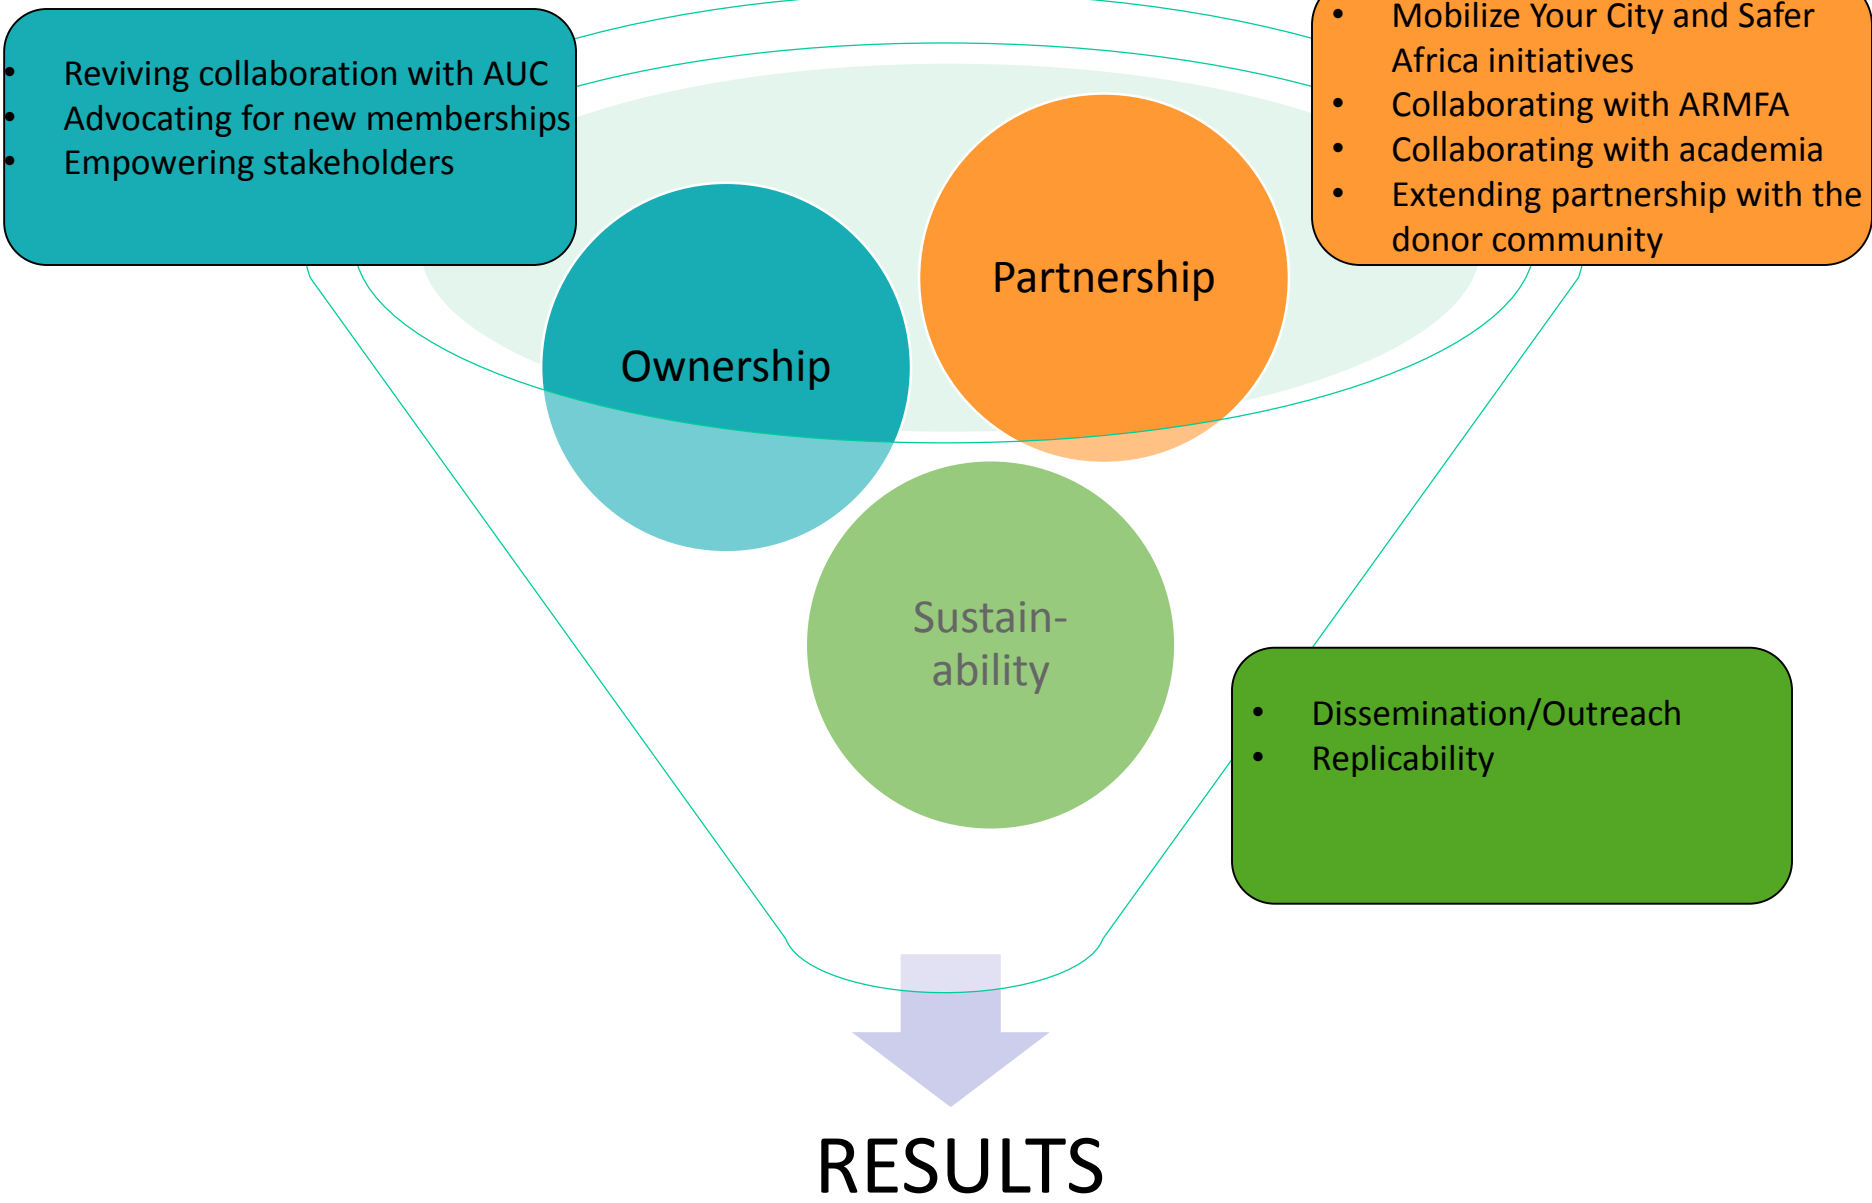 • Reviving collaboration with AUC
• Advocating for new memberships
• Empowering stakeholders
• Mobilize Your City and Safer
Africa initiatives
• Collaborating with ARMFA
• Collaborating with academia
• Extending partnership with the
donor community
Partnership
Ownership
Sustain-
ability
• Dissemination/Outreach
• Replicability
RESULTS